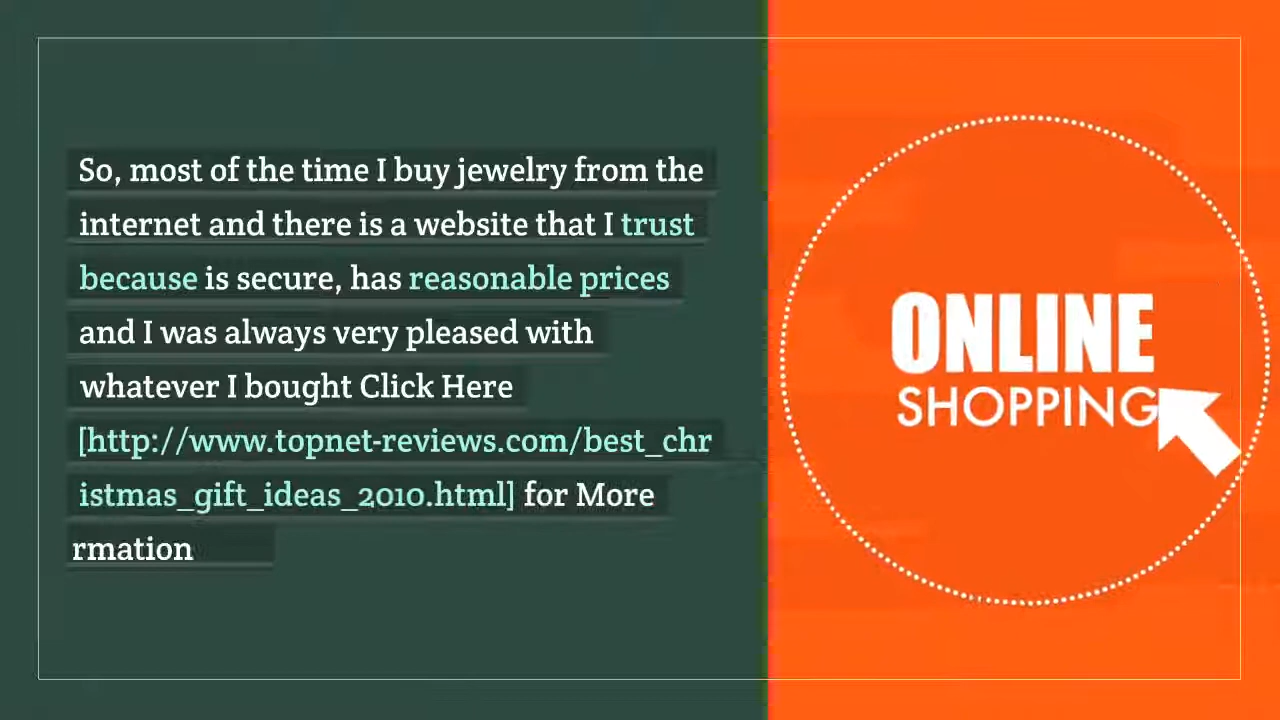 So, most of the time I buy jewelry from the
internet and there is a website that I trust
because is secure, has reasonable prices
and I was always very pleased with
whatever I bought Click Here
[http://www.topnet-reviews.com/best_chr
istmas_gift_ideas_2010.html] for More
rmation
ONLINE
SHOPPING